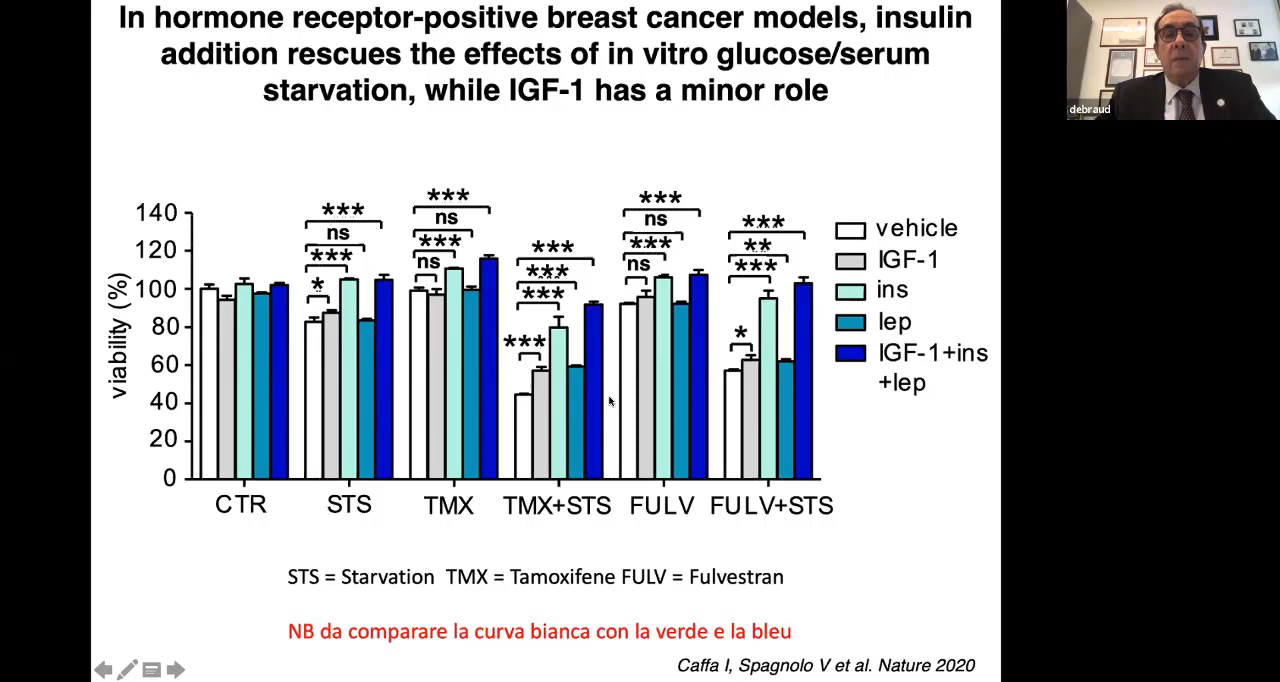 In hormone receptor-positive breast cancer models, insulin
addition rescues the effects of in vitro glucose/serum
starvation, while IGF-1 has a minor role
debraud
viability (%)
140
120
100
80
60
40
20
0
*** ns *** *
*** ns *** ns
*** *** *** ***
*** ns *** ns
*** ** *** *
CTR STS TMX TMX+STS FULV FULV+STS
vehicle
IGF-1
ins
lep
IGF-1+ins
+lep
STS = Starvation TMX = Tamoxifene FULV = Fulvestran
NB da comparare la curva bianca con la verde e la bleu
Caffa I, Spagnolo V et al. Nature 2020